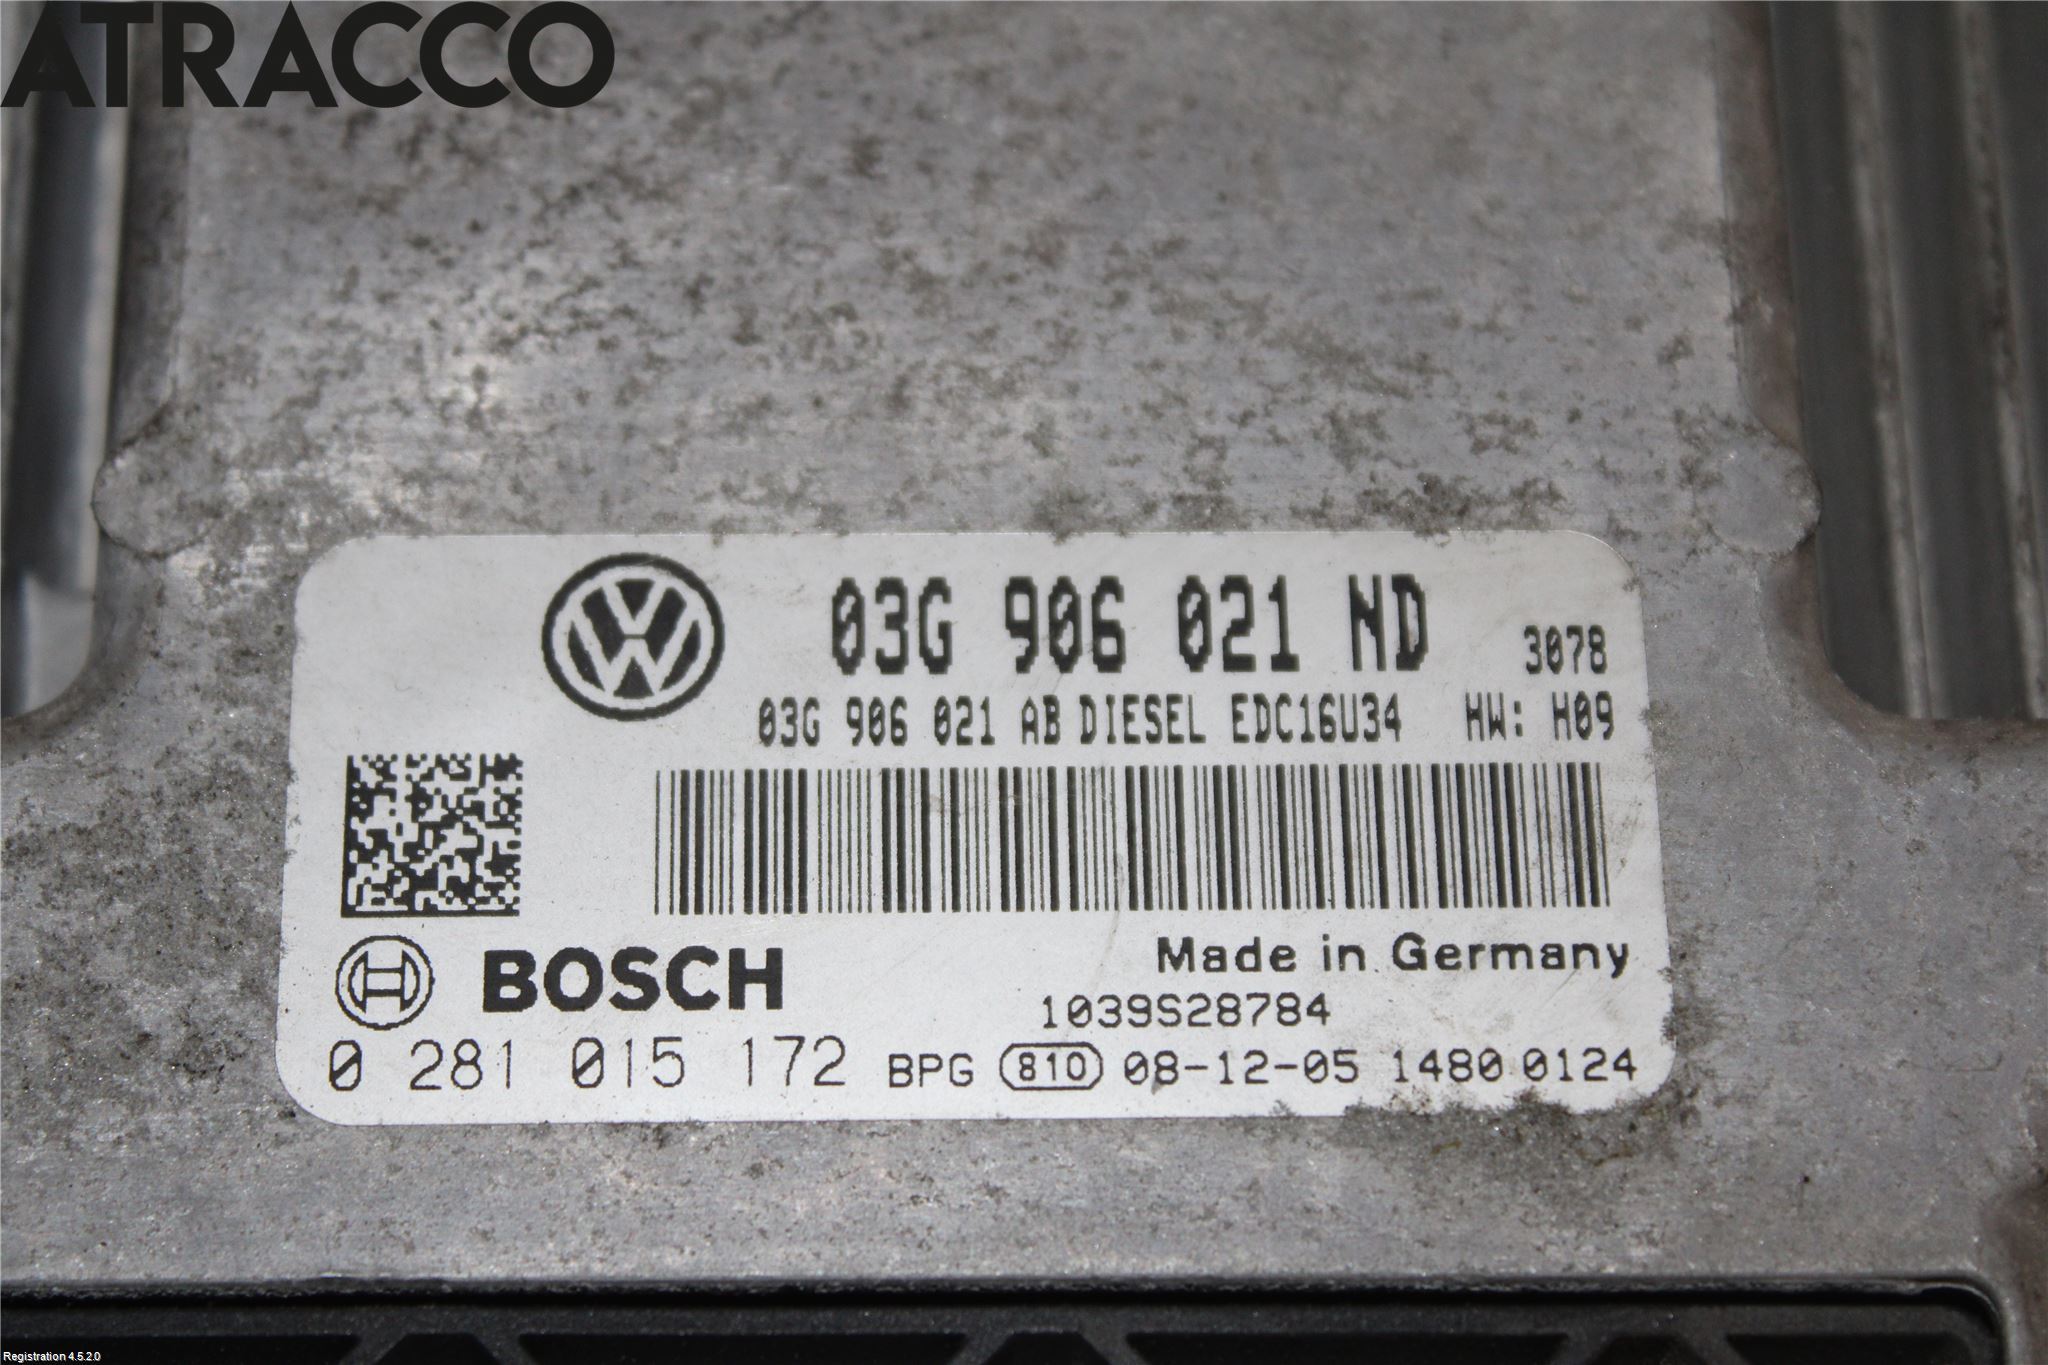 ATRACCO
03G 906 021 ND 3078
03G 906 021 AB DIESEL EDC16U34 HW: H09
BOSCH
Made in Germany
1039S28784
0 281 015 172 BPG 810 08-12-05 1480 0124
Registration 4.5.2.0